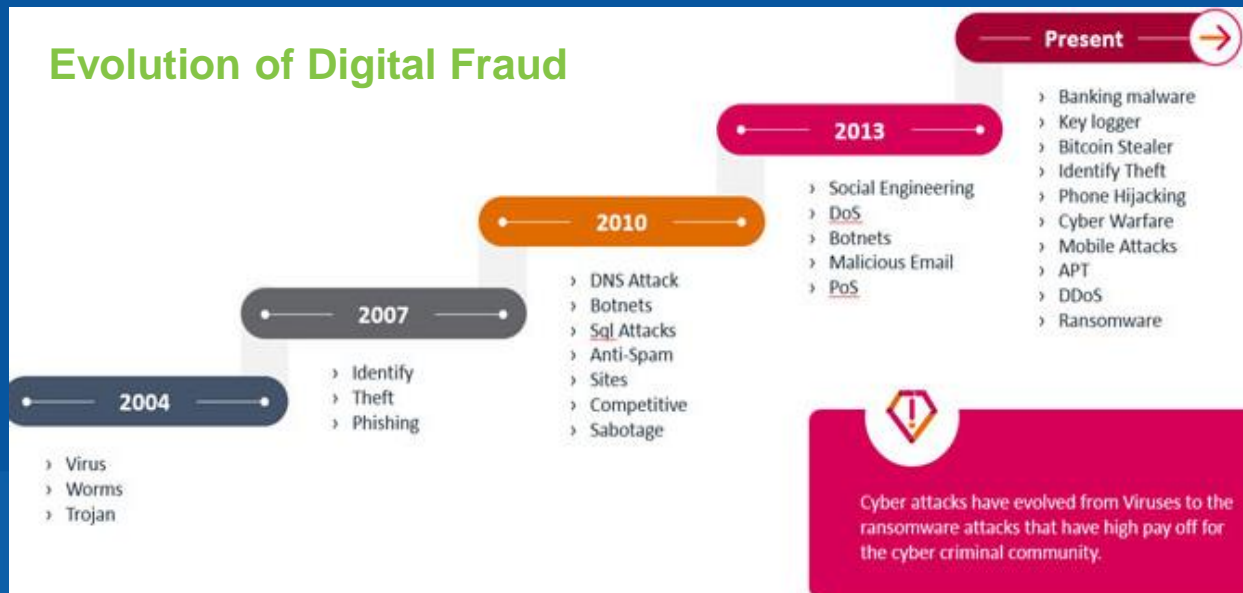 Evolution of Digital Fraud
2004
› Virus
› Worms
› Trojan
2007
› Identify
› Theft
› Phishing
2010
› DNS Attack
› Botnets
› Sql Attacks
› Anti-Spam
› Sites
› Competitive
› Sabotage
2013
› Social Engineering
› DoS
› Botnets
› Malicious Email
› PoS
Present
› Banking malware
› Key logger
› Bitcoin Stealer
› Identify Theft
› Phone Hijacking
› Cyber Warfare
› Mobile Attacks
› APT
› DDoS
› Ransomware
Cyber attacks have evolved from Viruses to the
ransomware attacks that have high pay off for
the cyber criminal community.